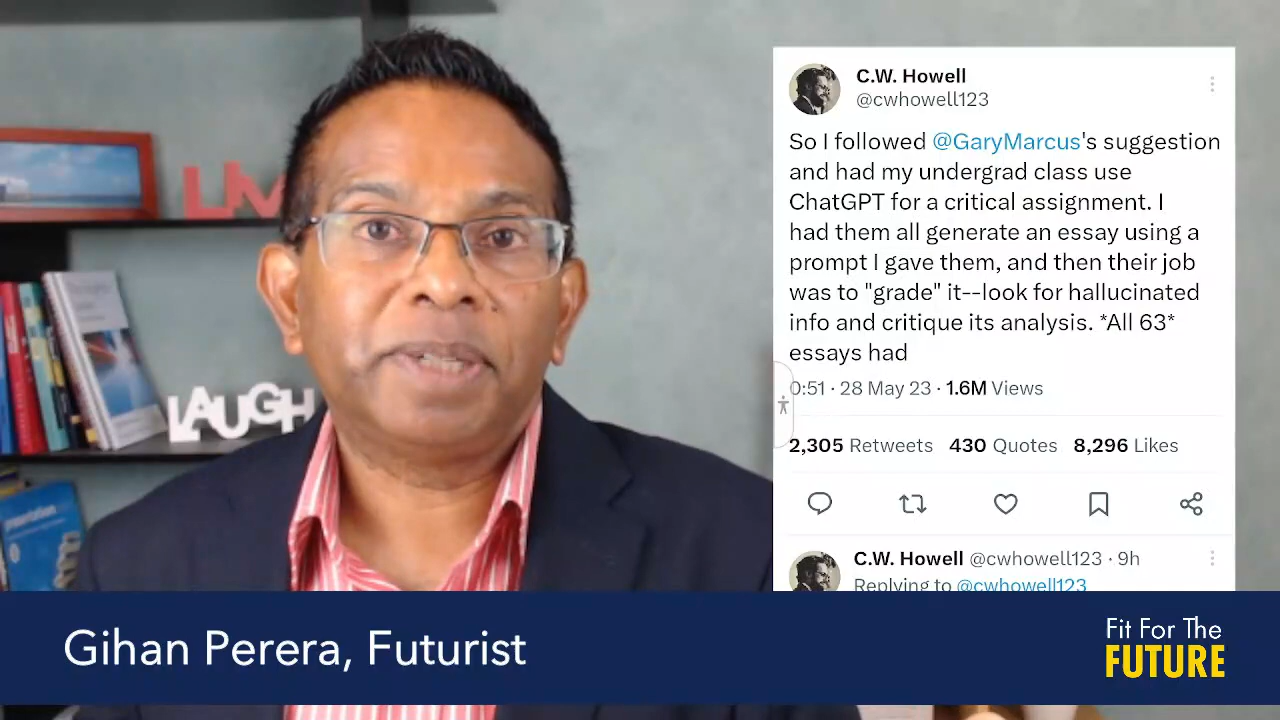 LIV
LAUGH
C.W. Howell
@cwhowell123
So I followed @GaryMarcus's suggestion
and had my undergrad class use
ChatGPT for a critical assignment. I
had them all generate an essay using a
prompt I gave them, and then their job
was to "grade" it--look for hallucinated
info and critique its analysis. *All 63*
essays had
0:51 · 28 May 23 · 1.6M Views
2,305 Retweets 430 Quotes 8,296 Likes
C.W. Howell @cwhowell123 · 9h
Replying to @cwhowell123
Gihan Perera, Futurist
Fit For The
FUTURE